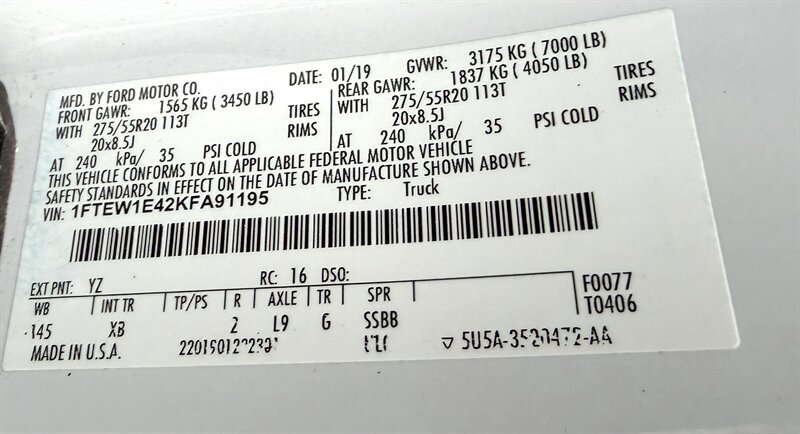 MFD. BY FORD MOTOR CO. DATE: 01/19 GVWR: 3175 KG ( 7000 LB)
FRONT GAWR: 1565 KG ( 3450 LB) REAR GAWR: 1837 KG ( 4050 LB)
WITH 275/55R20 113T TIRES WITH 275/55R20 113T TIRES
20x8.5J RIMS 20x8.5J RIMS
AT 240 kPa/ 35 PSI COLD AT 240 kPa/ 35 PSI COLD
THIS VEHICLE CONFORMS TO ALL APPLICABLE FEDERAL MOTOR VEHICLE
SAFETY STANDARDS IN EFFECT ON THE DATE OF MANUFACTURE SHOWN ABOVE.
VIN: 1FTEW1E42KFA91195 TYPE: Truck
EXT PNT: YZ RC: 16 DSO: F0077
WB INT TR TP/PS R AXLE TR SPR T0406
145 XB 2 L9 G SSBB
MADE IN U.S.A.